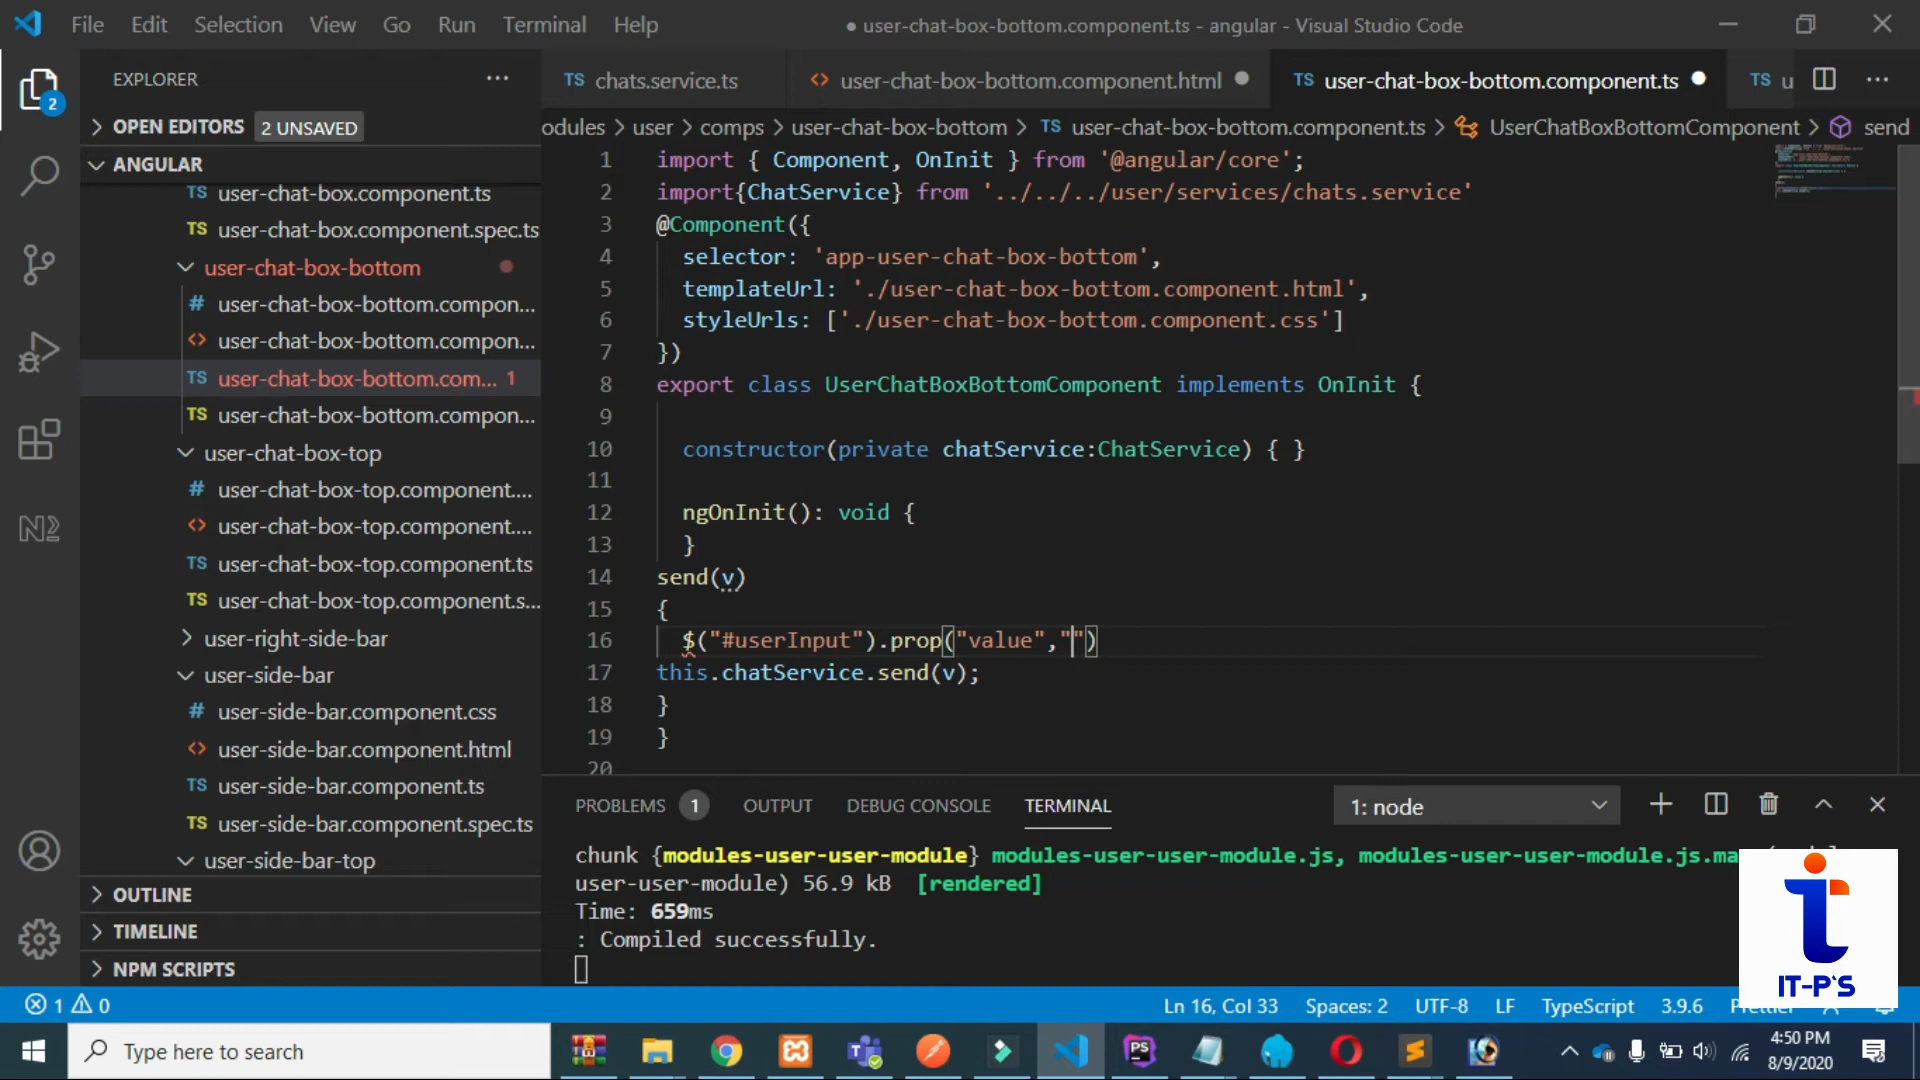 File Edit Selection View Go Run Terminal Help ● user-chat-box-bottom.component.ts - angular - Visual Studio Code
EXPLORER
TS chats.service.ts
<> user-chat-box-bottom.component.html
TS user-chat-box-bottom.component.ts
TS u
OPEN EDITORS 2 UNSAVED
odules > user > comps > user-chat-box-bottom > TS user-chat-box-bottom.component.ts > UserChatBoxBottomComponent > send
ANGULAR
2
TS user-chat-box.component.ts
TS user-chat-box.component.spec.ts
user-chat-box-bottom
# user-chat-box-bottom.compon...
<> user-chat-box-bottom.compon...
TS user-chat-box-bottom.com... 1
TS user-chat-box-bottom.compon...
user-chat-box-top
# user-chat-box-top.component....
<> user-chat-box-top.component....
TS user-chat-box-top.component.ts
TS user-chat-box-top.component.s...
user-right-side-bar
user-side-bar
# user-side-bar.component.css
<> user-side-bar.component.html
TS user-side-bar.component.ts
TS user-side-bar.component.spec.ts
user-side-bar-top
OUTLINE
TIMELINE
NPM SCRIPTS
1 import { Component, OnInit } from '@angular/core';
2 import{ChatService} from '../../../user/services/chats.service'
3 @Component({
4 selector: 'app-user-chat-box-bottom',
5 templateUrl: './user-chat-box-bottom.component.html',
6 styleUrls: ['./user-chat-box-bottom.component.css']
7 })
8 export class UserChatBoxBottomComponent implements OnInit {
9
10 constructor(private chatService:ChatService) { }
11
12 ngOnInit(): void {
13 }
14 send(v)
15 {
16 $("#userInput").prop("value","")
17 this.chatService.send(v);
18 }
19 }
20
PROBLEMS 1 OUTPUT DEBUG CONSOLE TERMINAL 1: node
chunk {modules-user-user-module} modules-user-user-module.js, modules-user-user-module.js.ma
user-user-module) 56.9 kB [rendered]
Time: 659ms
: Compiled successfully.
IT-P'S
1 0 Ln 16, Col 33 Spaces: 2 UTF-8 LF TypeScript 3.9.6 Prettier
Type here to search
PS
4:50 PM
8/9/2020